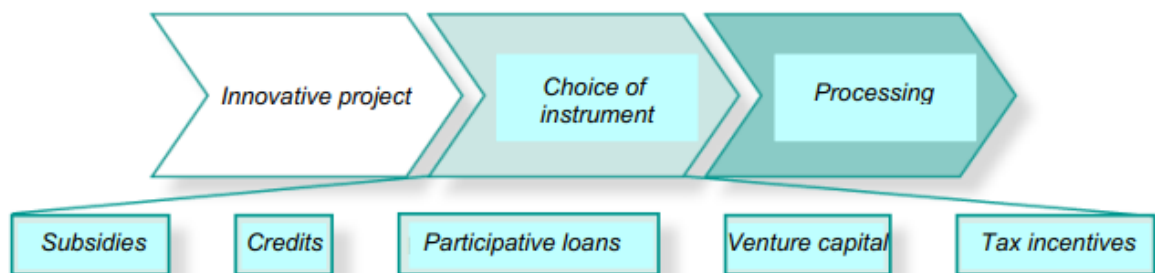 Innovative project
Choice of
instrument
Processing
Subsidies
Credits
Participative loans
Venture capital
Tax incentives